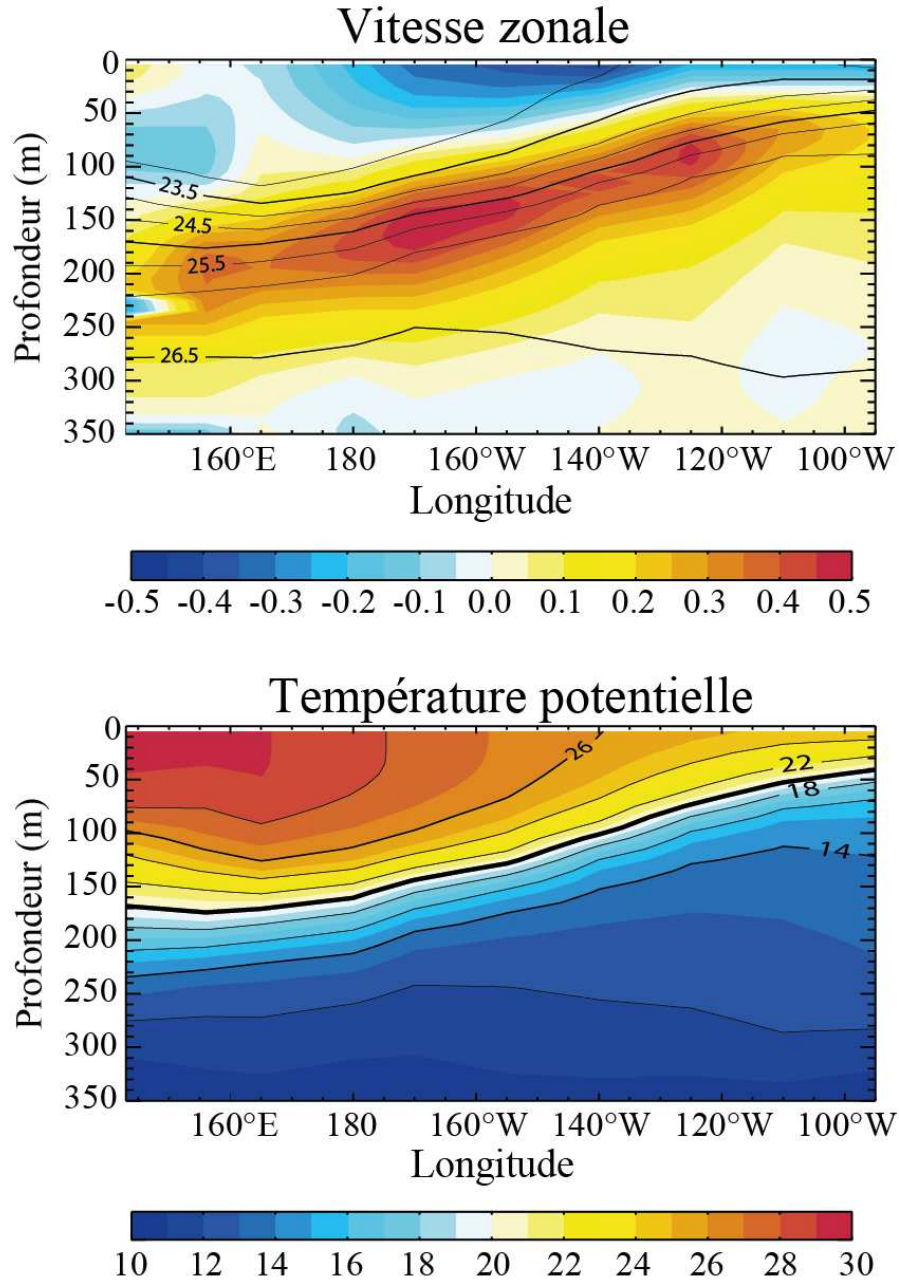 Vitesse zonale
0
50
100
150
200
250
300
350
Profondeur (m)
23.5
24.5
25.5
26.5
160°E 180 160°W 140°W 120°W 100°W
Longitude
-0.5 -0.4 -0.3 -0.2 -0.1 0.0 0.1 0.2 0.3 0.4 0.5
Température potentielle
0
50
100
150
200
250
300
350
Profondeur (m)
26
22
18
14
160°E 180 160°W 140°W 120°W 100°W
Longitude
10 12 14 16 18 20 22 24 26 28 30